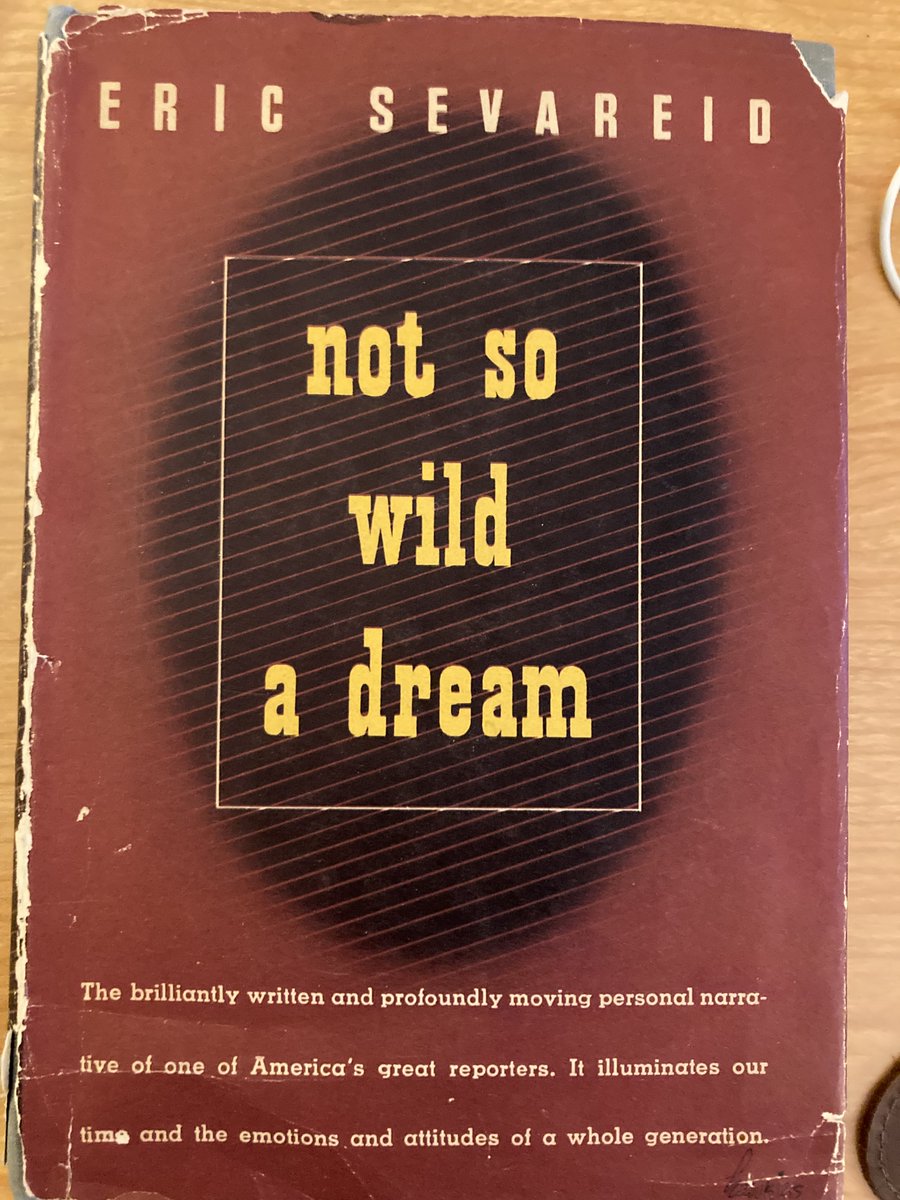 ERIC SEVAREID
not so
wild
a dream
The brilliantly written and profoundly moving personal narra-
tive of one of America's great reporters. It illuminates our
time and the emotions and attitudes of a whole generation.